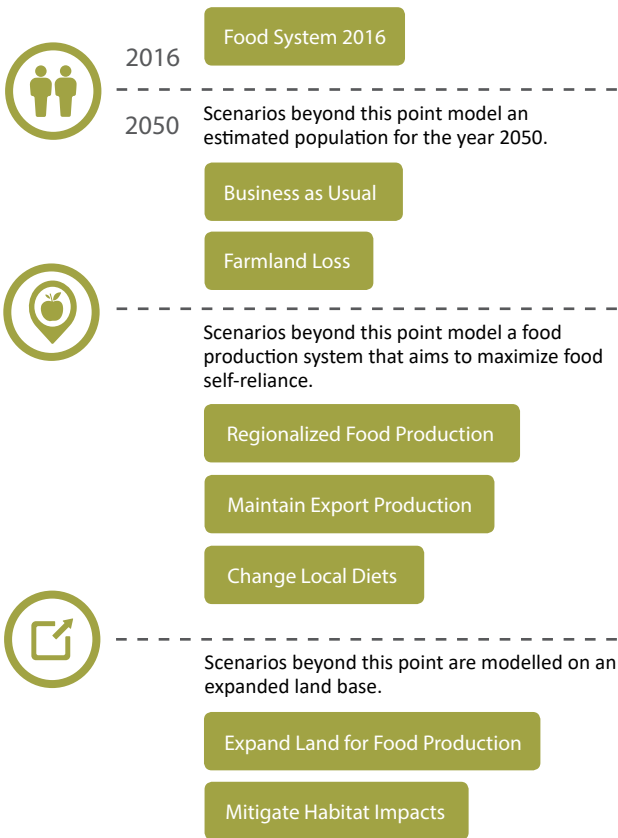 Food System 2016
2016
2050
Scenarios beyond this point model an
estimated population for the year 2050.
Business as Usual
Farmland Loss
Scenarios beyond this point model a food
production system that aims to maximize food
self-reliance.
Regionalized Food Production
Maintain Export Production
Change Local Diets
Scenarios beyond this point are modelled on an
expanded land base.
Expand Land for Food Production
Mitigate Habitat Impacts